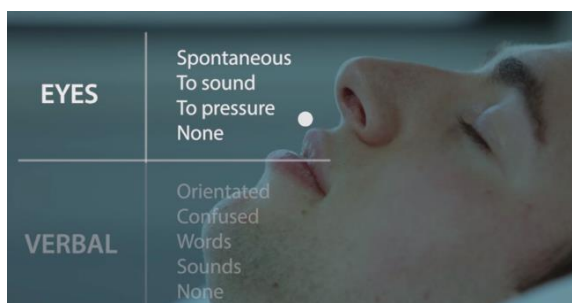 EYES
Spontaneous
To sound
To pressure
None
VERBAL
Orientated
Confused
Words
Sounds
None